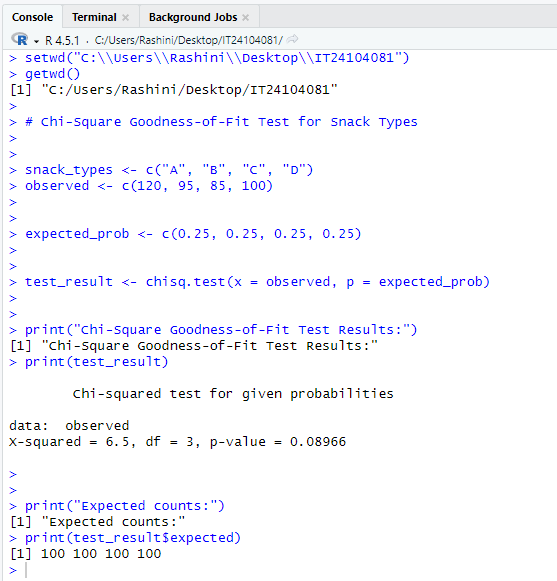 Console Terminal × Background Jobs ×
R R 4.5.1 · C:/Users/Rashini/Desktop/IT24104081/
> setwd("C:\\Users\\Rashini\\Desktop\\IT24104081")
> getwd()
[1] "C:/Users/Rashini/Desktop/IT24104081"
>
> # Chi-Square Goodness-of-Fit Test for Snack Types
>
>
> snack_types <- c("A", "B", "C", "D")
> observed <- c(120, 95, 85, 100)
>
>
> expected_prob <- c(0.25, 0.25, 0.25, 0.25)
>
>
> test_result <- chisq.test(x = observed, p = expected_prob)
>
>
> print("Chi-Square Goodness-of-Fit Test Results:")
[1] "Chi-Square Goodness-of-Fit Test Results:"
> print(test_result)
Chi-squared test for given probabilities
data:  observed
X-squared = 6.5, df = 3, p-value = 0.08966
>
>
> print("Expected counts:")
[1] "Expected counts:"
> print(test_result$expected)
[1] 100 100 100 100
>